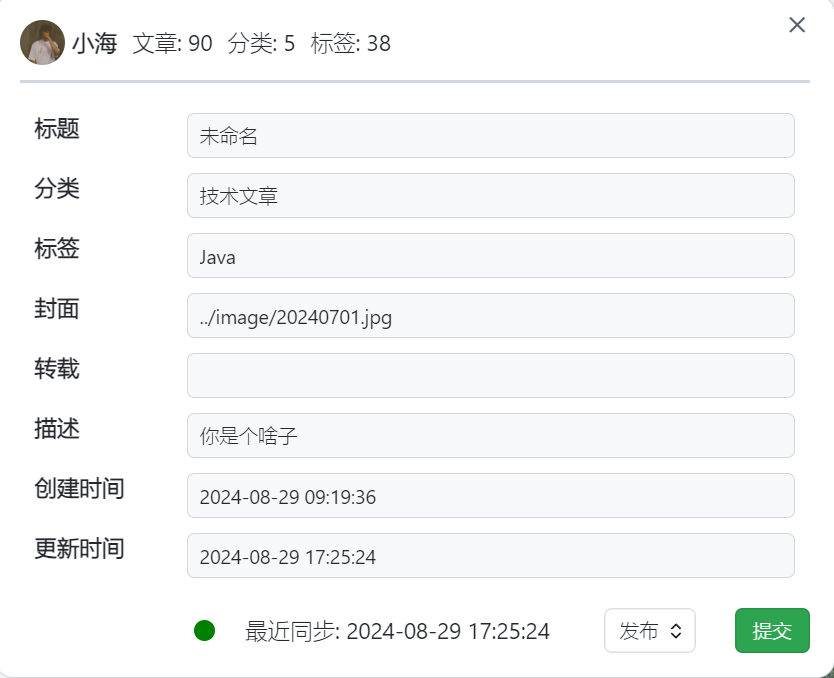 小海 文章: 90 分类: 5 标签: 38
标题 未命名
分类 技术文章
标签 Java
封面 ../image/20240701.jpg
转载
描述 你是个啥子
创建时间 2024-08-29 09:19:36
更新时间 2024-08-29 17:25:24
最近同步: 2024-08-29 17:25:24 发布 提交